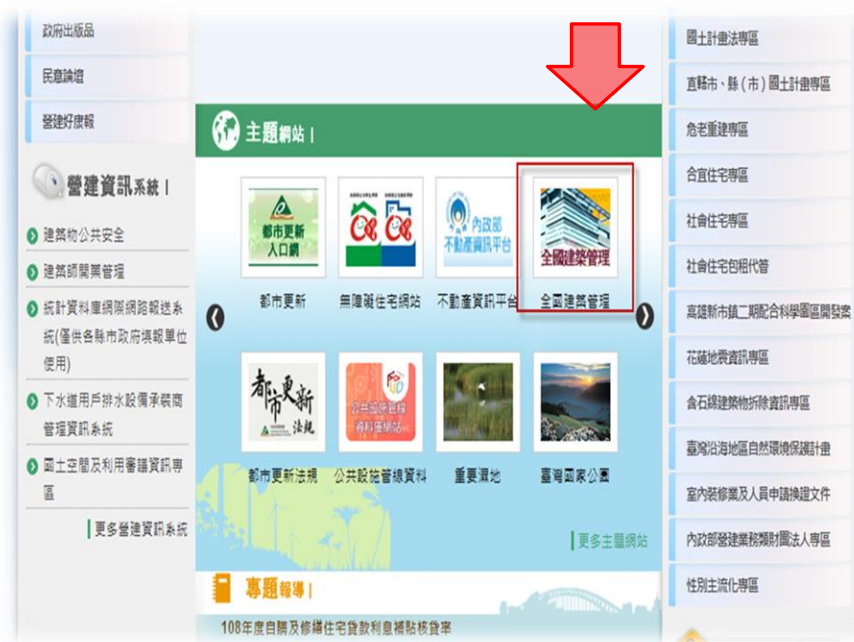 政府出版品
民意論壇
營建好康報
營建資訊系統
建築物公共安全
建築師開業管理
統計資料庫網際網路報送系
統(僅供各縣市政府填報單位
使用)
下水道用戶排水設備承裝商
管理資訊系統
國土空間及利用審議資訊專
區
更多營建資訊系統
主題網站
都市更新
入口網
內政部
不動產資訊平台
全國建築管理
都市更新
無障礙住宅網站
不動產資訊平台
全國建築管理
都市更新
法規
公共設施管線
資料庫網站
都市更新法規
公共設施管線資料
重要濕地
臺灣國家公園
更多主題網站
專題報導
108年度自購及修繕住宅貸款利息補貼核貸率
國土計畫法專區
直轄市、縣(市)國土計畫專區
危老重建專區
合宜住宅專區
社會住宅專區
社會住宅包租代管
高雄新市鎮二期配合科學園區開發案
花蓮地震資訊專區
含石綿建築物拆除資訊專區
臺灣沿海地區自然環境保護計畫
室內裝修業及人員申請換證文件
內政部營建業務類財團法人專區
性別主流化專區